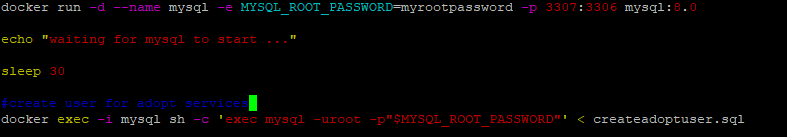 docker run -d --name mysql -e MYSQL_ROOT_PASSWORD=myrootpassword -p 3307:3306 mysql:8.0
echo "waiting for mysql to start ..."
sleep 30
#create user for adopt services
docker exec -i mysql sh -c 'exec mysql -uroot -p"$MYSQL_ROOT_PASSWORD"' < createadoptuser.sql